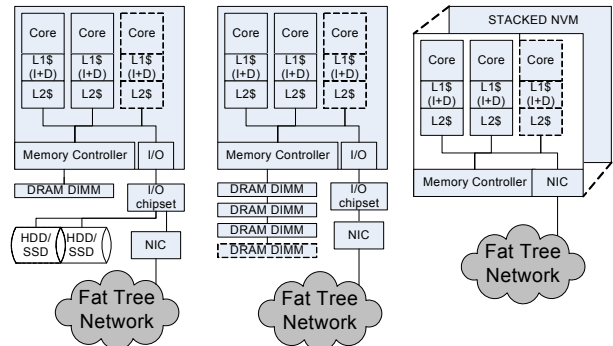 Core
Core
Core
L1$
(I+D)
L1$
(I+D)
L1$
(I+D)
L2$
L2$
L2$
Memory Controller
I/O
DRAM DIMM
I/O
chipset
HDD/
SSD
HDD/
SSD
NIC
Fat Tree
Network
Core
Core
Core
L1$
(I+D)
L1$
(I+D)
L1$
(I+D)
L2$
L2$
L2$
Memory Controller
I/O
DRAM DIMM
DRAM DIMM
DRAM DIMM
DRAM DIMM
I/O
chipset
NIC
Fat Tree
Network
STACKED NVM
Core
Core
Core
L1$
(I+D)
L1$
(I+D)
L1$
(I+D)
L2$
L2$
L2$
Memory Controller
NIC
Fat Tree
Network